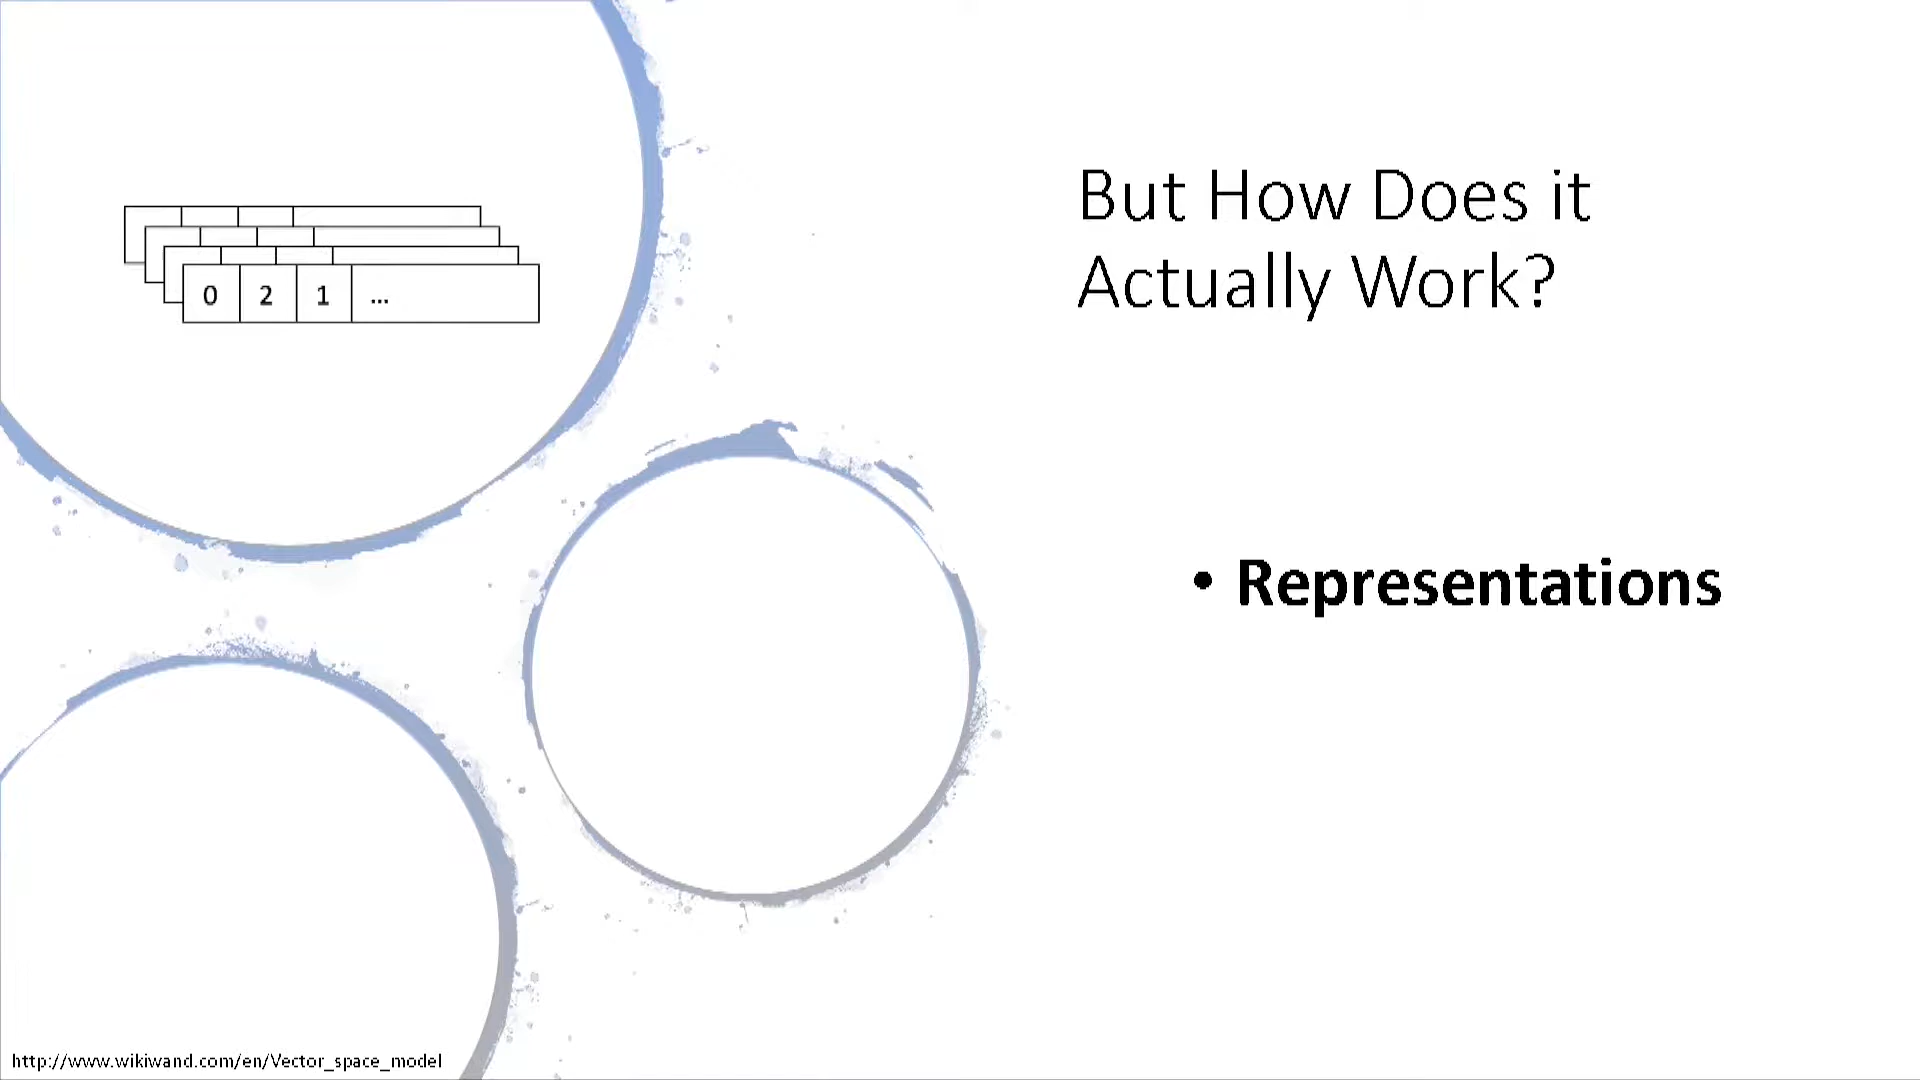 0 2 1 ...
But How Does it
Actually Work?
• Representations
http://www.wikiwand.com/en/Vector_space_model